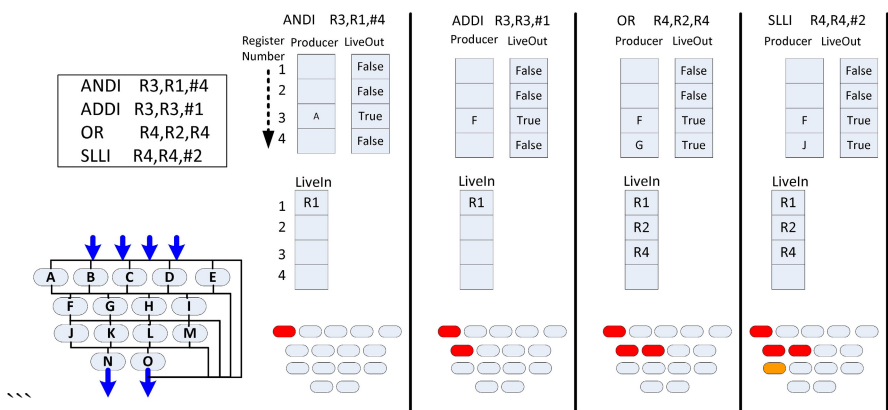 ANDI R3,R1,#4
ADDI R3,R3,#1
OR R4,R2,R4
SLLI R4,R4,#2
ANDI R3,R1,#4
Register Number Producer LiveOut
1 False
2 False
3 A True
4 False
LiveIn
1 R1
2
3
4
ADDI R3,R3,#1
Producer LiveOut
False
False
F True
False
LiveIn
R1
OR R4,R2,R4
Producer LiveOut
False
False
F True
G True
LiveIn
R1
R2
R4
SLLI R4,R4,#2
Producer LiveOut
False
False
F True
J True
LiveIn
R1
R2
R4
A B C D E
F G H I
J K L M
N O
```